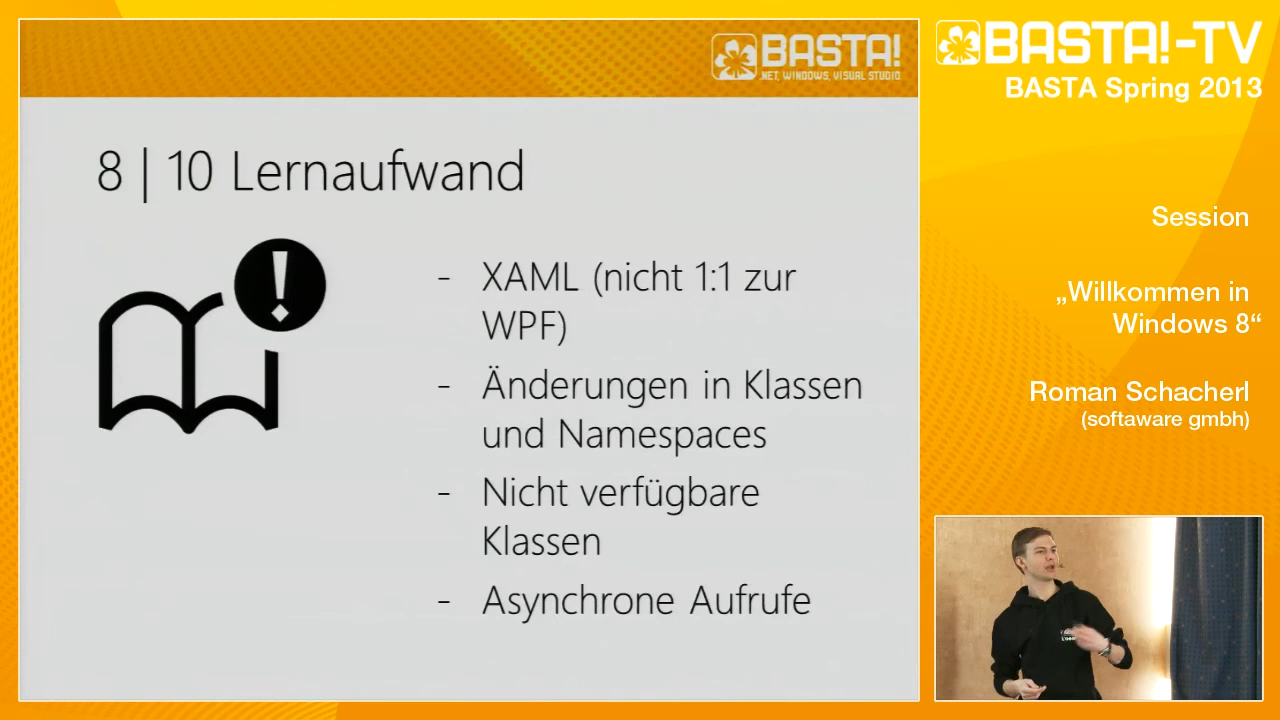 BASTA!
.NET, WINDOWS, VISUAL STUDIO
8 | 10 Lernaufwand
- XAML (nicht 1:1 zur
WPF)
- Änderungen in Klassen
und Namespaces
- Nicht verfügbare
Klassen
- Asynchrone Aufrufe
BASTA!-TV
BASTA Spring 2013
Session
„Willkommen in
Windows 8“
Roman Schacherl
(softaware gmbh)